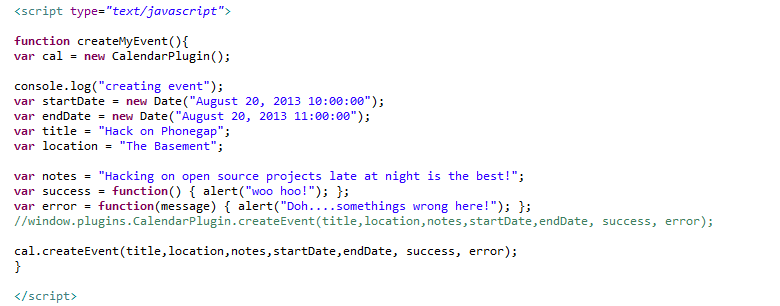 <script type="text/javascript">
function createMyEvent(){
var cal = new CalendarPlugin();
console.log("creating event");
var startDate = new Date("August 20, 2013 10:00:00");
var endDate = new Date("August 20, 2013 11:00:00");
var title = "Hack on Phonegap";
var location = "The Basement";
var notes = "Hacking on open source projects late at night is the best!";
var success = function() { alert("woo hoo!"); };
var error = function(message) { alert("Doh....somethings wrong here!"); };
//window.plugins.CalendarPlugin.createEvent(title,location,notes,startDate,endDate, success, error);
cal.createEvent(title,location,notes,startDate,endDate, success, error);
}
</script>